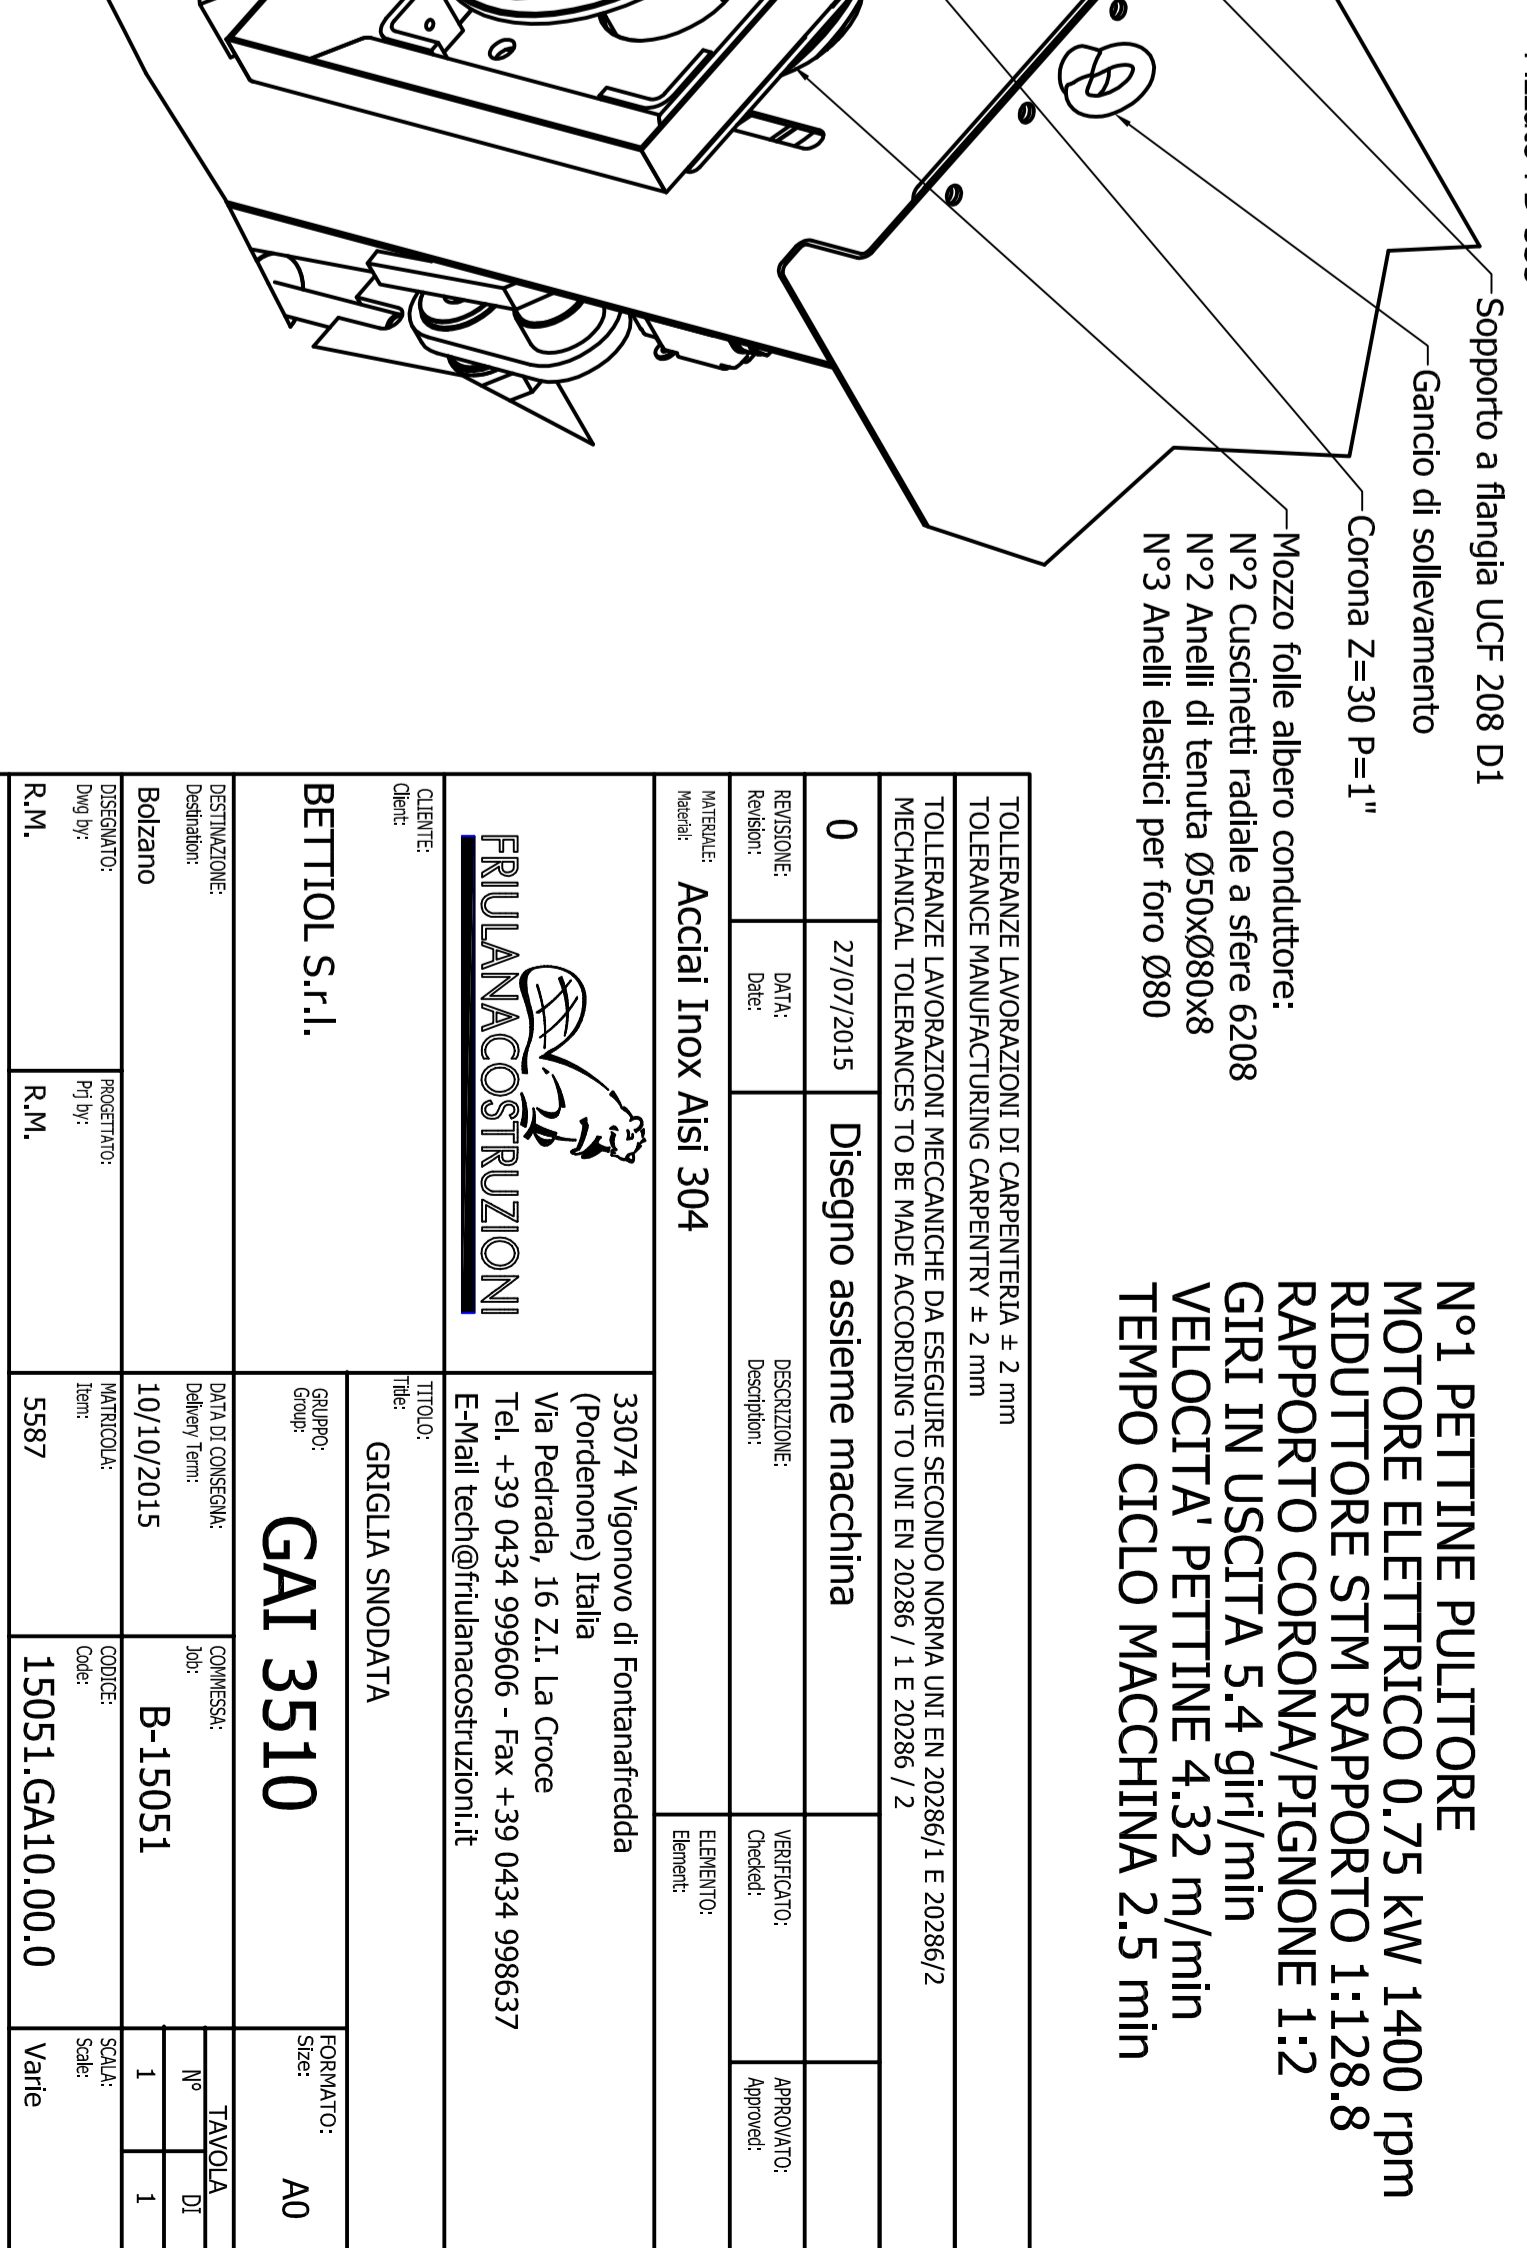 Sopporto a flangia UCF 208 D1
Gancio di sollevamento
Corona Z=30 P=1"
Mozzo folle albero conduttore:
N°2 Cuscinetti radiale a sfere 6208
N°2 Anelli di tenuta Ø50xØ80x8
N°3 Anelli elastici per foro Ø80
N°1 PETTINE PULITORE
MOTORE ELETTRICO 0.75 kW 1400 rpm
RIDUTTORE STM RAPPORTO 1:128.8
RAPPORTO CORONA/PIGNONE 1:2
GIRI IN USCITA 5.4 giri/min
VELOCITA' PETTINE 4.32 m/min
TEMPO CICLO MACCHINA 2.5 min
TOLLERANZE LAVORAZIONI DI CARPENTERIA ± 2 mm
TOLERANCE MANUFACTURING CARPENTRY ± 2 mm
TOLLERANZE LAVORAZIONI MECCANICHE DA ESEGUIRE SECONDO NORMA UNI EN 20286/1 E 20286/2
MECHANICAL TOLERANCES TO BE MADE ACCORDING TO UNI EN 20286 / 1 E 20286 / 2
0 27/07/2015 Disegno assieme macchina
REVISIONE: DATA: DESCRIZIONE: VERIFICATO: APPROVATO:
Revision: Date: Description: Checked: Approved:
MATERIALE: Acciai Inox Aisi 304 ELEMENTO:
Material: Element:
FRIULANACOSTRUZIONI
33074 Vigonovo di Fontanafredda
(Pordenone) Italia
Via Pedrada, 16 Z.I. La Croce
Tel. +39 0434 999606 - Fax +39 0434 998637
E-Mail tech@friulanacostruzioni.it
CLIENTE:
Client:
BETTIOL S.r.l.
TITOLO:
Title:
GRIGLIA SNODATA
GRUPPO:
Group:
GAI 3510
FORMATO:
Size:
A0
DESTINAZIONE:
Destination:
Bolzano
DATA DI CONSEGNA:
Delivery Term:
10/10/2015
COMMESSA:
Job:
B-15051
TAVOLA
N° DI
1 1
DISEGNATO:
Dwg by:
R.M.
PROGETTATO:
Prj by:
R.M.
MATRICOLA:
Item:
5587
CODICE:
Code:
15051.GA10.00.0
SCALA:
Scale:
Varie